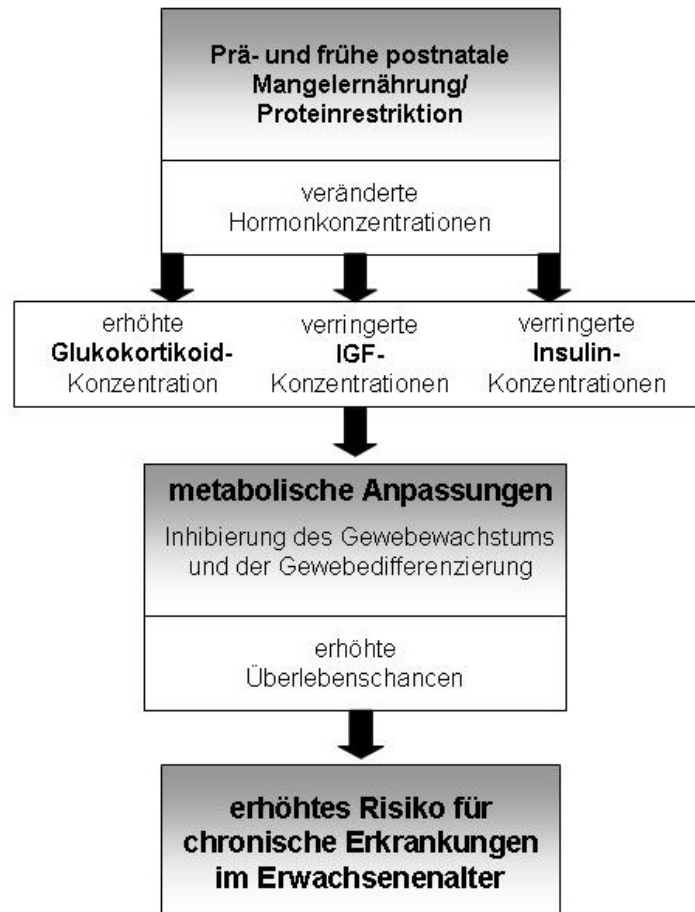 Prä- und frühe postnatale
Mangelernährung/
Proteinrestriktion
veränderte
Hormonkonzentrationen
erhöhte
Glukokortikoid-
Konzentration
verringerte
IGF-
Konzentrationen
verringerte
Insulin-
Konzentrationen
metabolische Anpassungen
Inhibierung des Gewebewachstums
und der Gewebedifferenzierung
erhöhte
Überlebenschancen
erhöhtes Risiko für
chronische Erkrankungen
im Erwachsenenalter